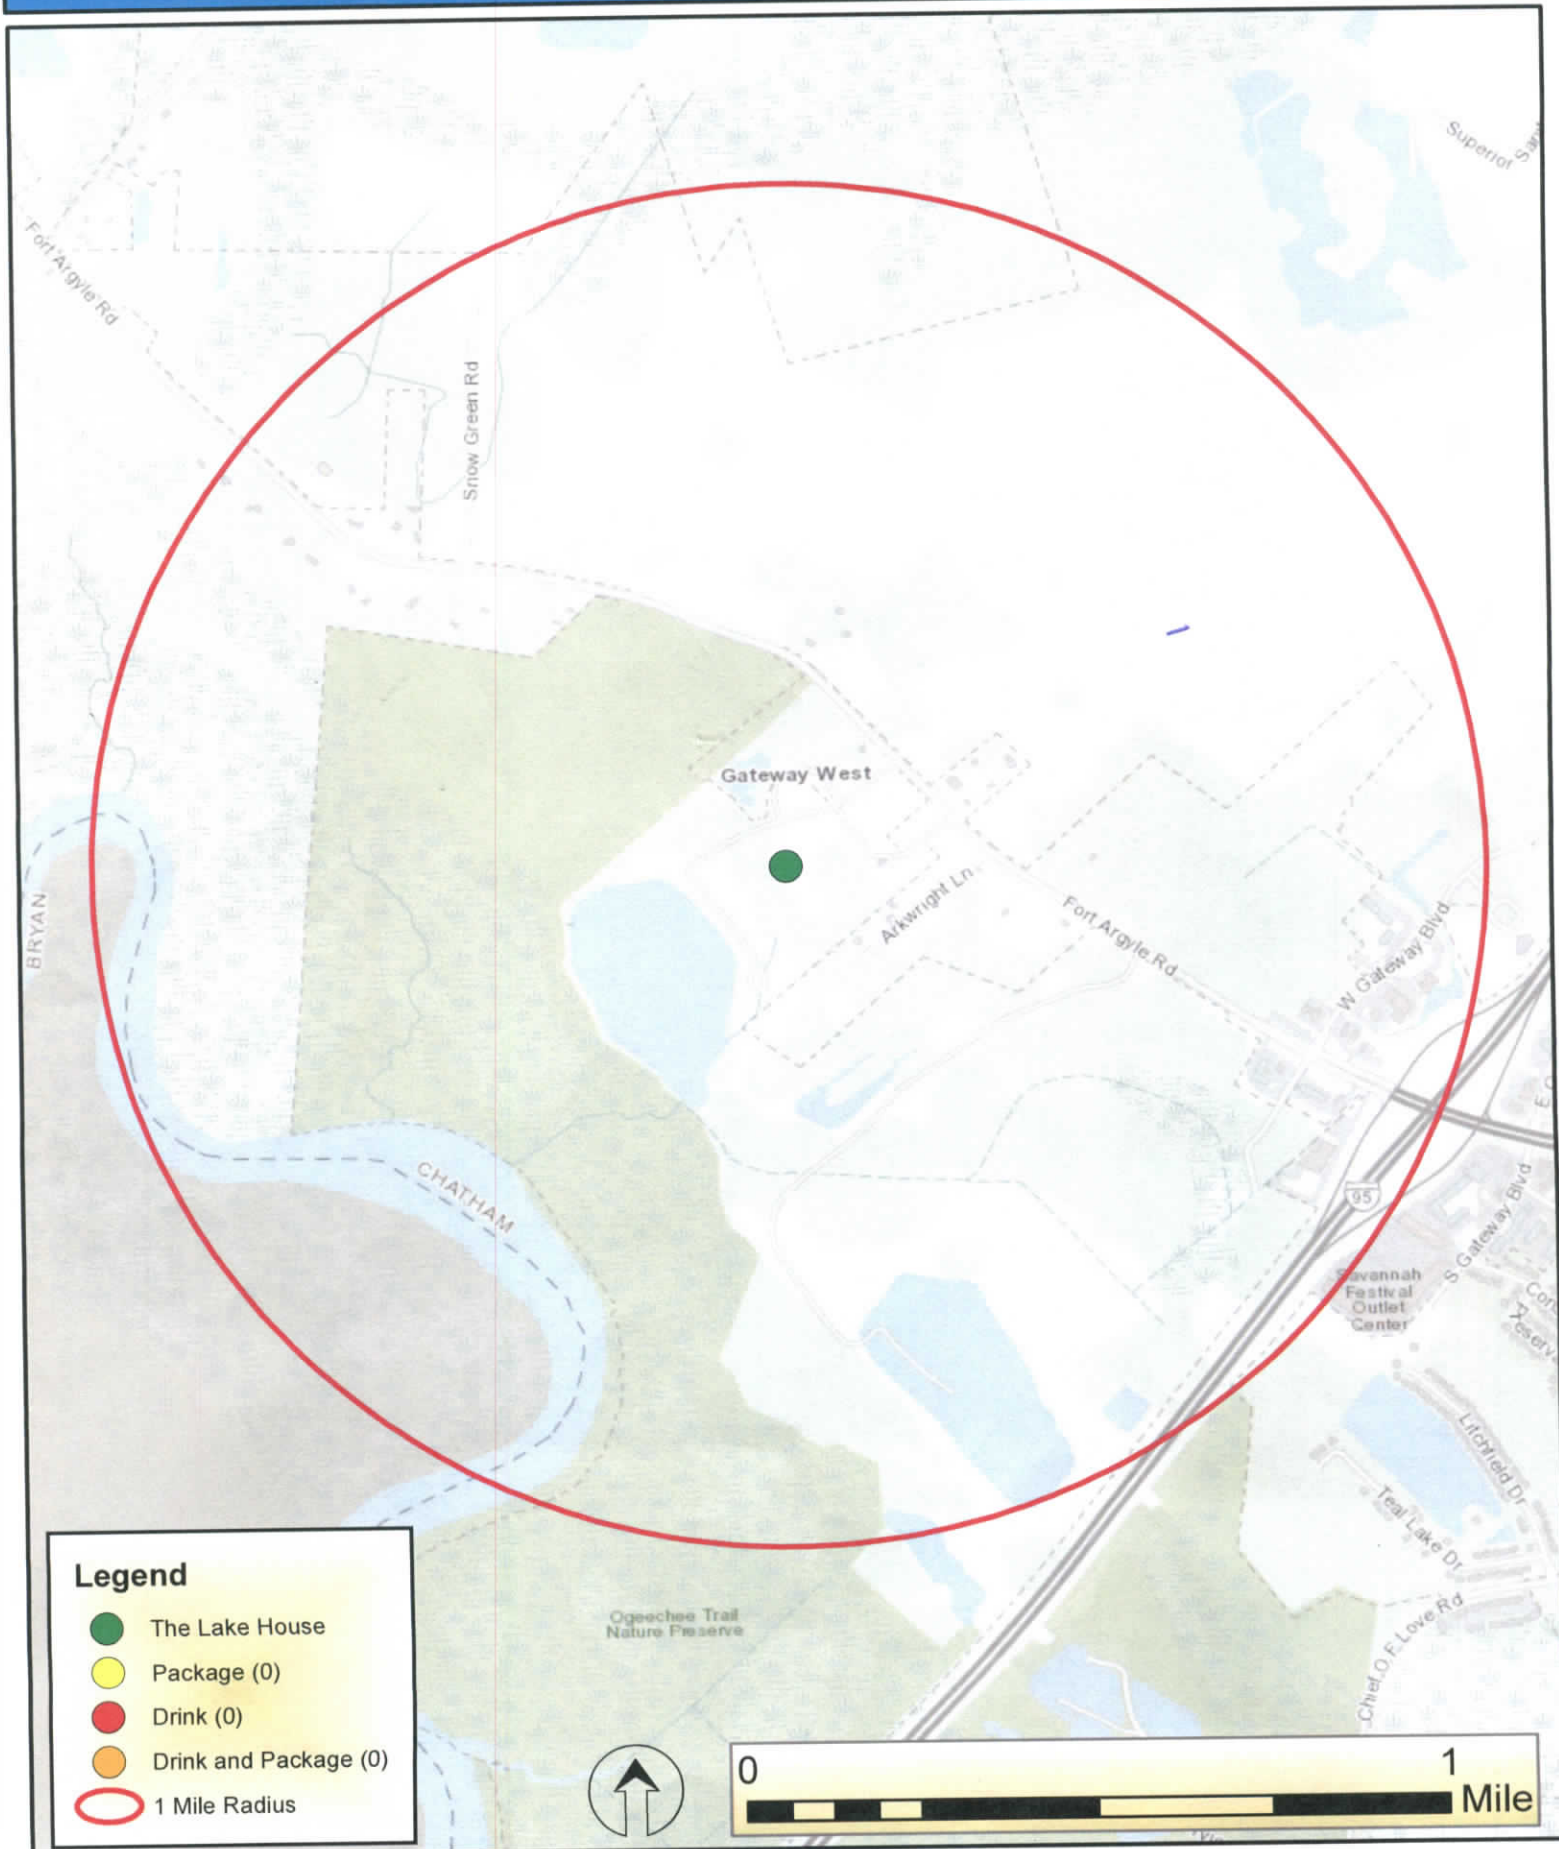 Superior
Fort Argyle Rd
Snow Green Rd
Gateway West
Arkwright Ln
Fort Argyle Rd
W Gateway Blvd
BRYAN
CHATHAM
95
S Gateway Blvd
Savannah
Festival
Outlet
Center
Litchfield Dr
Teal Lake Dr
Chief O F Love Rd
Ogeechee Trail
Nature Preserve
Legend
The Lake House
Package (0)
Drink (0)
Drink and Package (0)
1 Mile Radius
0 1
Mile